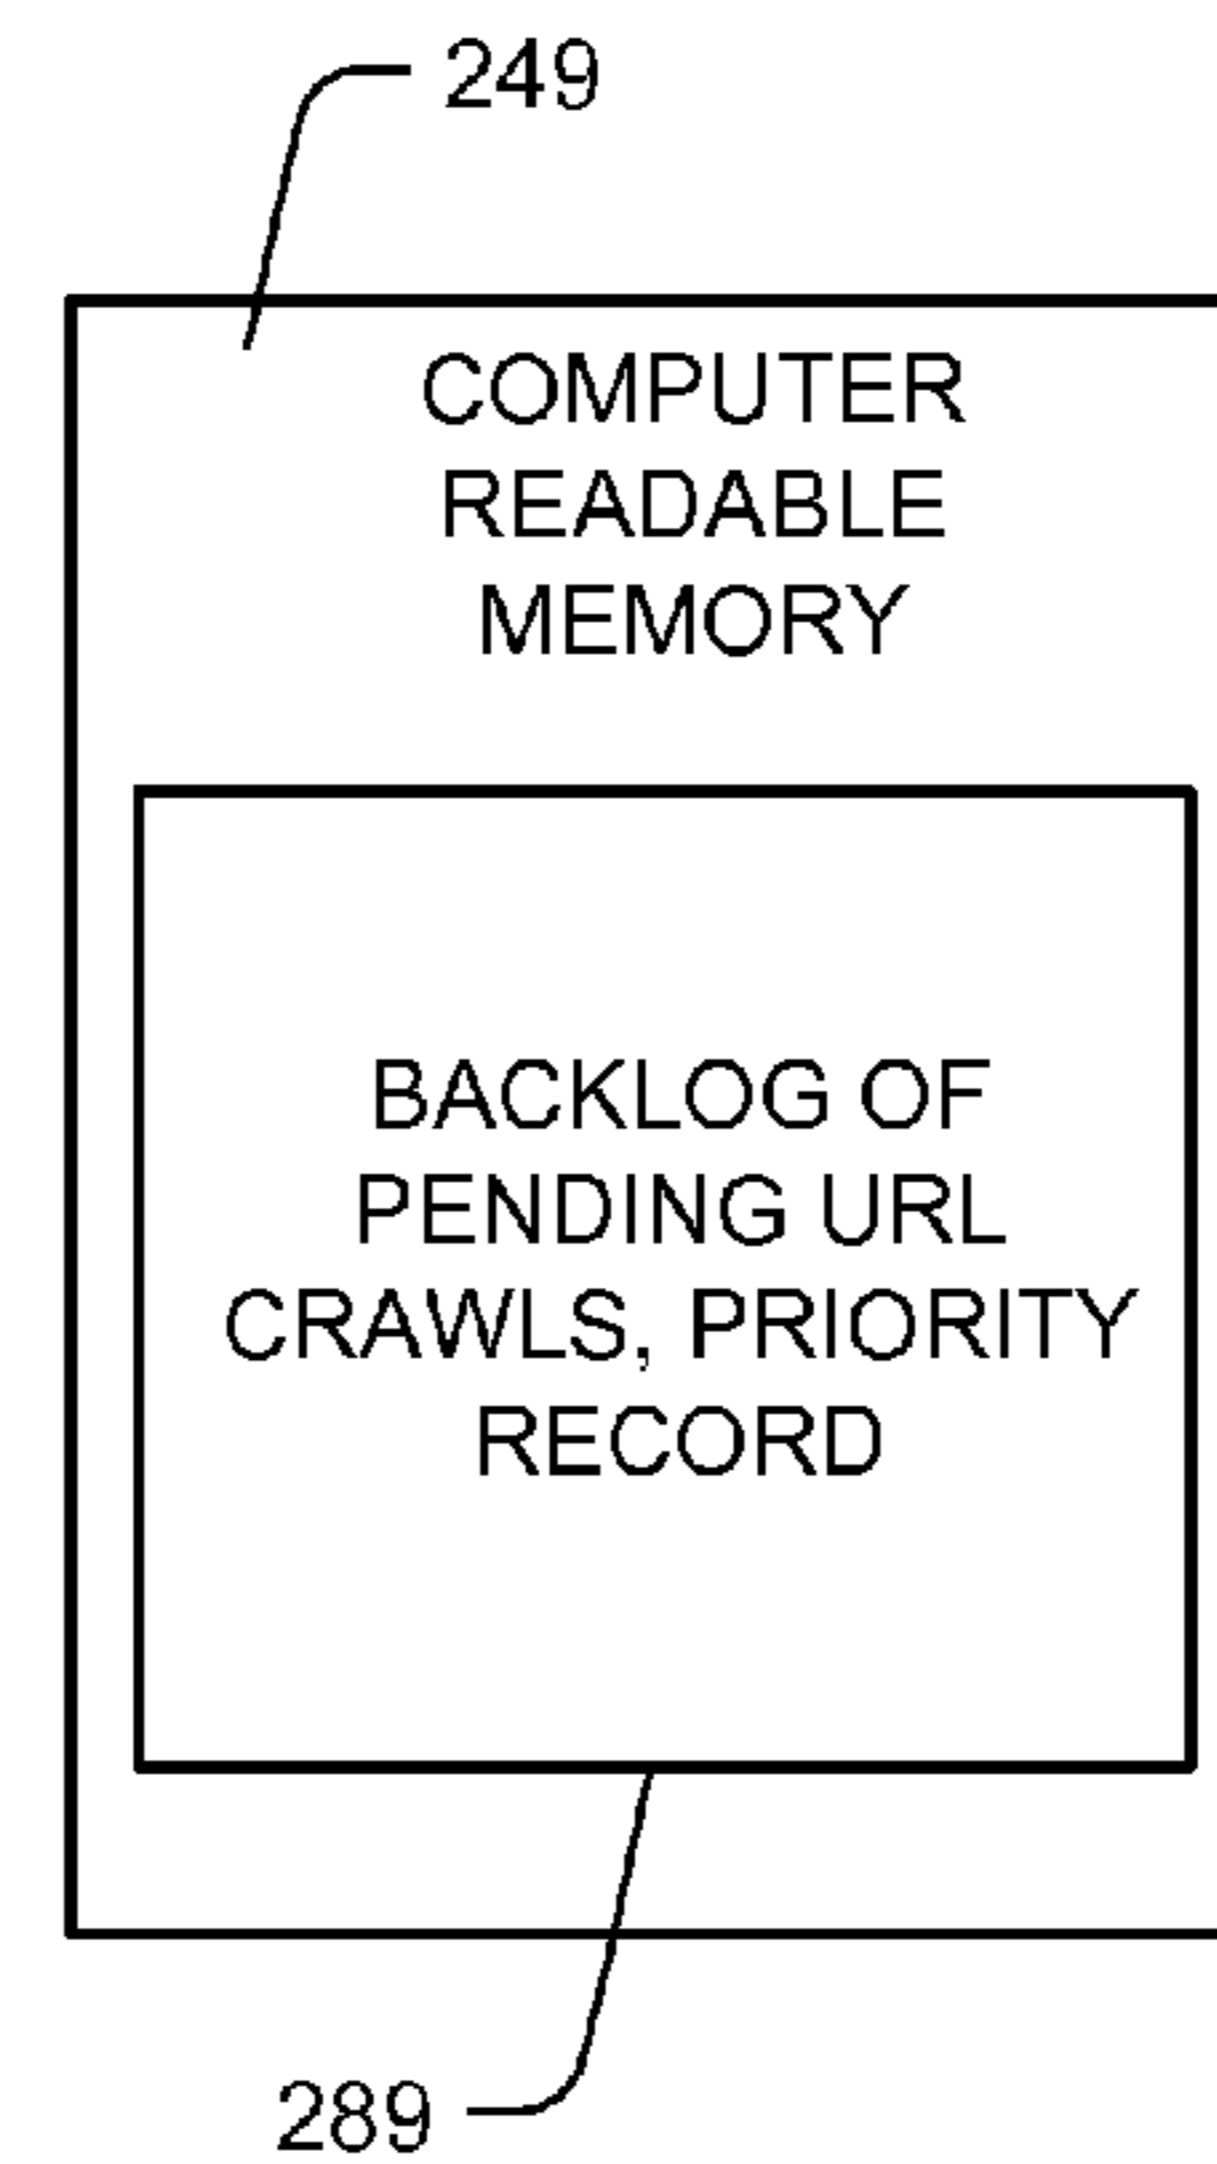 249
COMPUTER
READABLE
MEMORY
BACKLOG OF
PENDING URL
CRAWLS, PRIORITY
RECORD
289